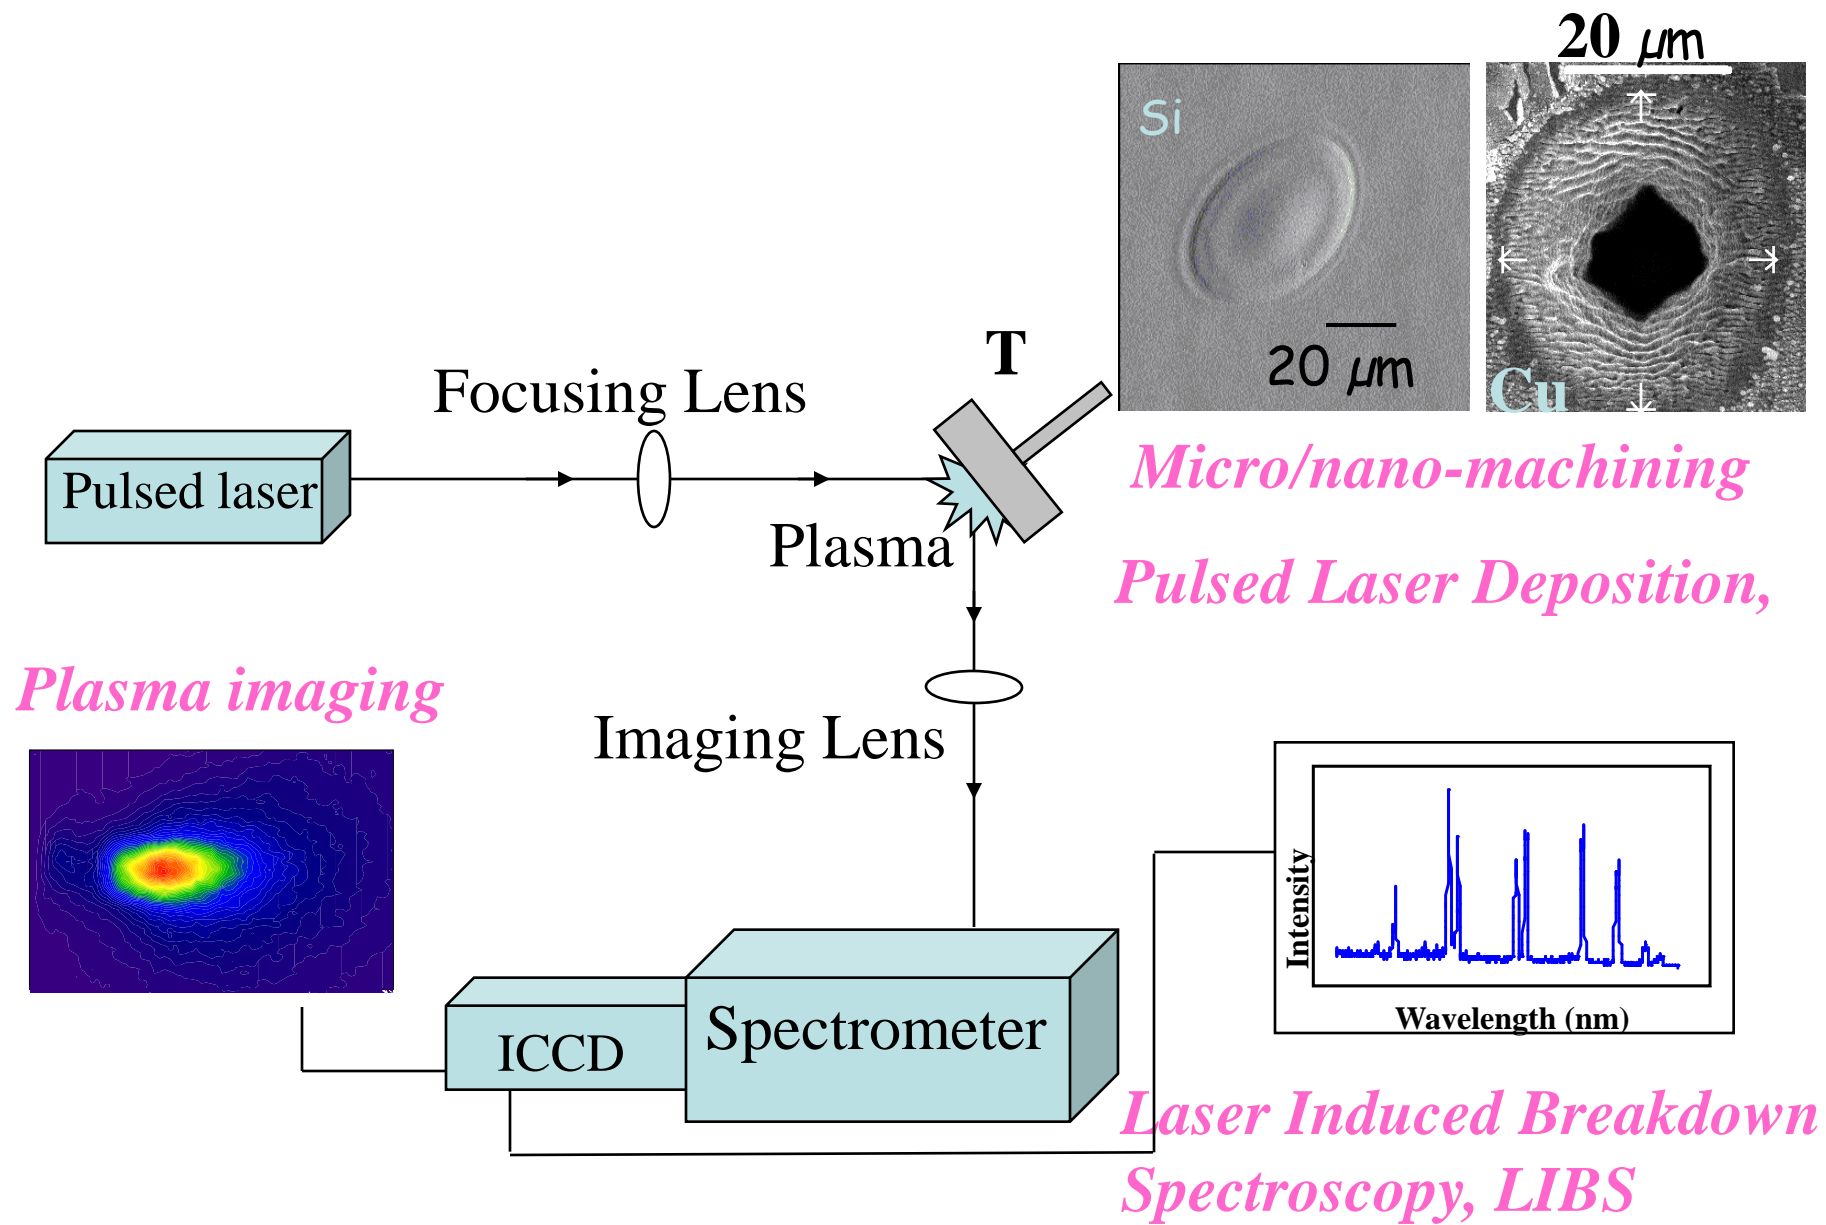 20 µm
Si
20 µm
Cu
T
Focusing Lens
Pulsed laser
Plasma
Micro/nano-machining
Pulsed Laser Deposition,
Plasma imaging
Imaging Lens
Intensity
Wavelength (nm)
ICCD
Spectrometer
Laser Induced Breakdown
Spectroscopy, LIBS